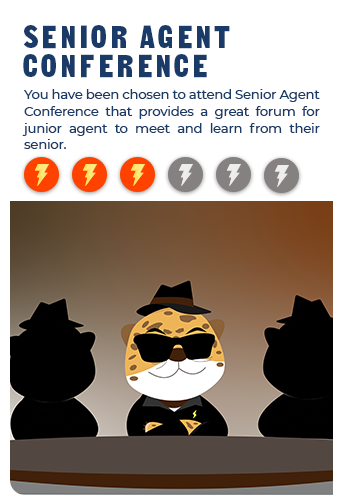 SENIOR AGENT
CONFERENCE
You have been chosen to attend Senior Agent
Conference that provides a great forum for
junior agent to meet and learn from their
senior.